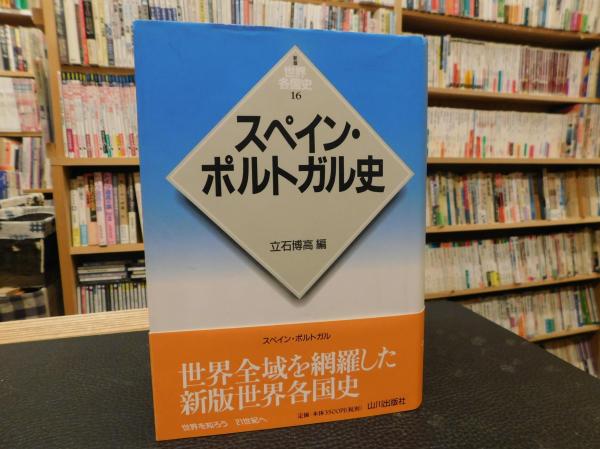 新版
世界
各国史
16
スペイン・
ポルトガル史
立石博高 編
スペイン・ポルトガル
世界全域を網羅した
新版世界各国史
定価:本体3500円(税別)
山川出版社
世界を知ろう 21世紀へ